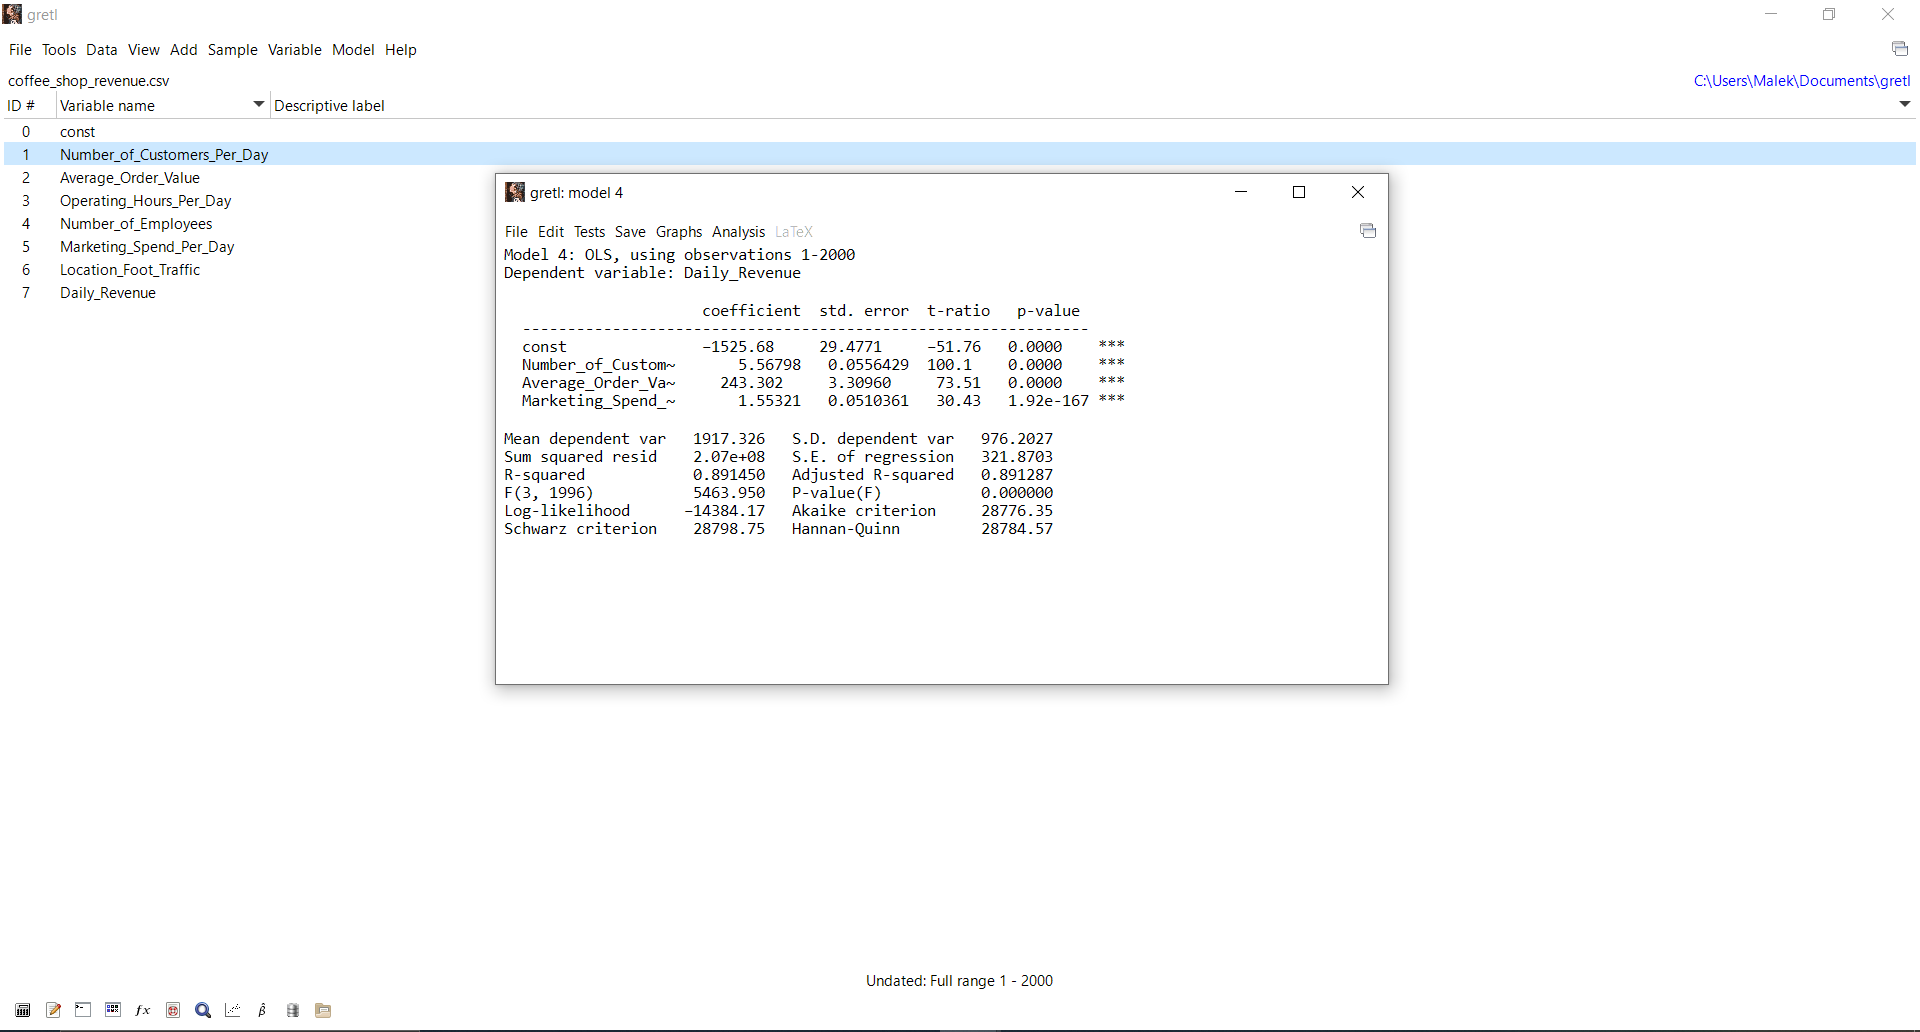 gretl
File Tools Data View Add Sample Variable Model Help
coffee_shop_revenue.csv C:\Users\Malek\Documents\gretl
ID # Variable name Descriptive label
0 const
1 Number_of_Customers_Per_Day
2 Average_Order_Value
3 Operating_Hours_Per_Day
4 Number_of_Employees
5 Marketing_Spend_Per_Day
6 Location_Foot_Traffic
7 Daily_Revenue
gretl: model 4
File Edit Tests Save Graphs Analysis LaTeX
Model 4: OLS, using observations 1-2000
Dependent variable: Daily_Revenue
coefficient std. error t-ratio p-value
---------------------------------------------------------------
const −1525.68 29.4771 −51.76 0.0000 ***
Number_of_Custom~ 5.56798 0.0556429 100.1 0.0000 ***
Average_Order_Va~ 243.302 3.30960 73.51 0.0000 ***
Marketing_Spend_~ 1.55321 0.0510361 30.43 1.92e-167 ***
Mean dependent var 1917.326 S.D. dependent var 976.2027
Sum squared resid 2.07e+08 S.E. of regression 321.8703
R-squared 0.891450 Adjusted R-squared 0.891287
F(3, 1996) 5463.950 P-value(F) 0.000000
Log-likelihood −14384.17 Akaike criterion 28776.35
Schwarz criterion 28798.75 Hannan-Quinn 28784.57
Undated: Full range 1 - 2000
fx β̂